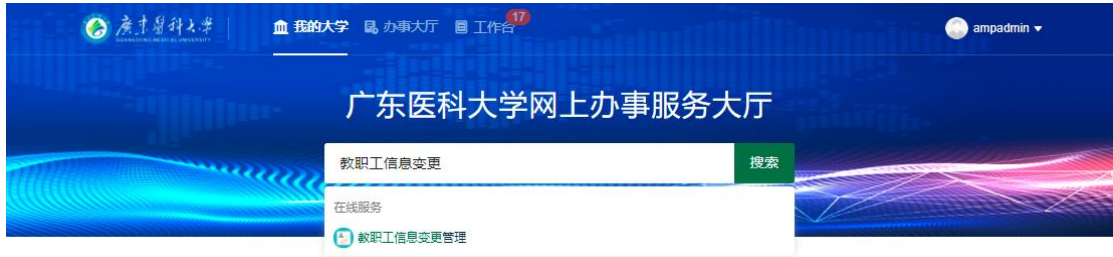 广东医科大学
GUANGDONG MEDICAL UNIVERSITY
我的大学 办事大厅 工作台 17
ampadmin
广东医科大学网上办事服务大厅
教职工信息变更 搜索
在线服务
教职工信息变更管理